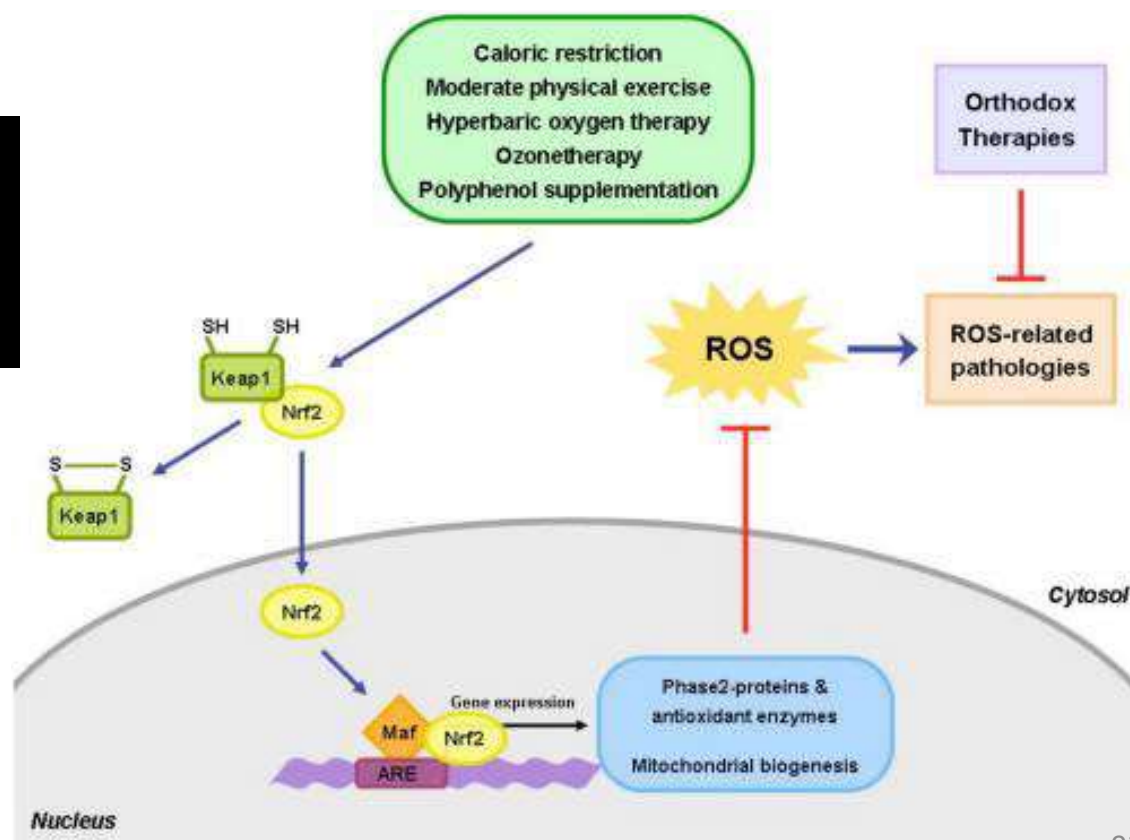 Caloric restriction
Moderate physical exercise
Hyperbaric oxygen therapy
Ozonetherapy
Polyphenol supplementation
Orthodox
Therapies
ROS
ROS-related
pathologies
SH SH
Keap1
Nrf2
S S
Keap1
Nrf2
Cytosol
Gene expression
Maf
Nrf2
ARE
Phase2-proteins &
antioxidant enzymes
Mitochondrial biogenesis
Nucleus